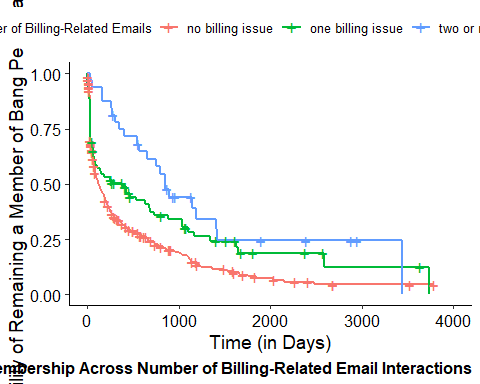 er of Billing-Related Emails no billing issue one billing issue two or
of Remaining a Member of Bang Pe
1.00
0.75
0.50
0.25
0.00
0 1000 2000 3000 4000
Time (in Days)
embership Across Number of Billing-Related Email Interactions